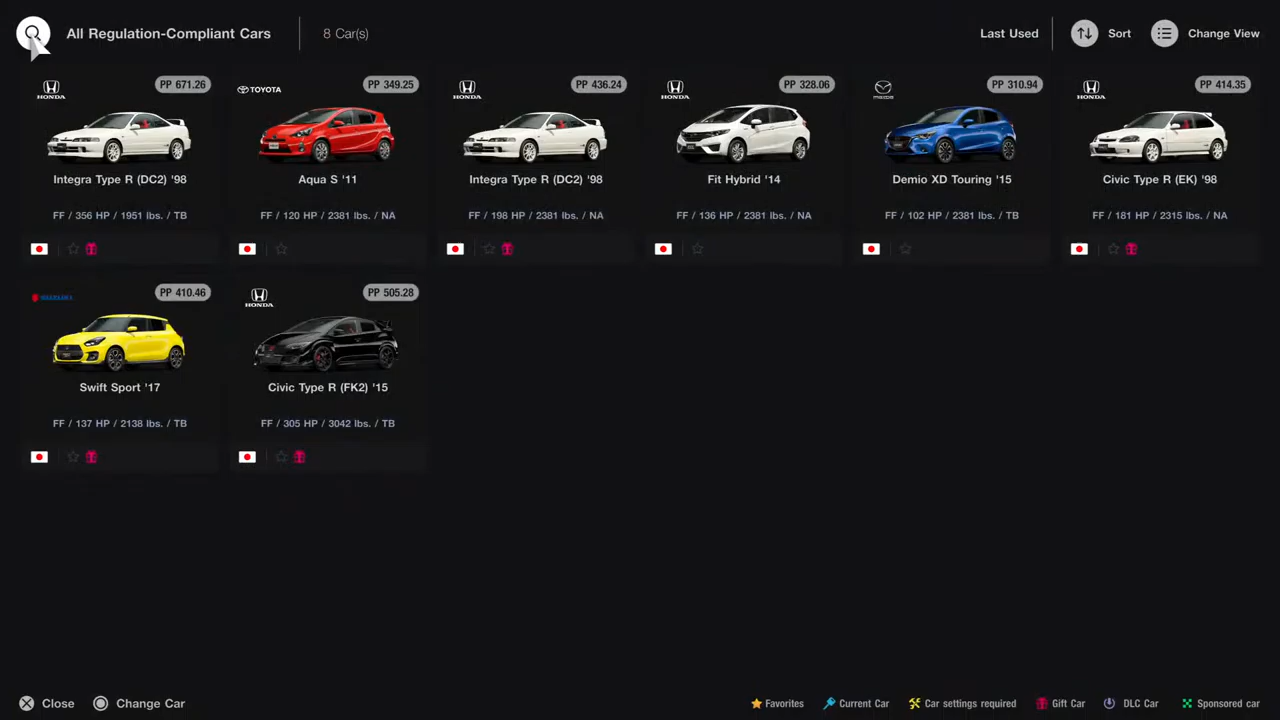 All Regulation-Compliant Cars
8 Car(s)
Last Used
Sort
Change View
HONDA
PP 671.26
Integra Type R (DC2) '98
FF / 356 HP / 1951 lbs. / TB
TOYOTA
PP 349.25
Aqua S '11
FF / 120 HP / 2381 lbs. / NA
HONDA
PP 436.24
Integra Type R (DC2) '98
FF / 198 HP / 2381 lbs. / NA
HONDA
PP 328.06
Fit Hybrid '14
FF / 136 HP / 2381 lbs. / NA
mazda
PP 310.94
Demio XD Touring '15
FF / 102 HP / 2381 lbs. / TB
HONDA
PP 414.35
Civic Type R (EK) '98
FF / 181 HP / 2315 lbs. / NA
SUZUKI
PP 410.46
Swift Sport '17
FF / 137 HP / 2138 lbs. / TB
HONDA
PP 505.28
Civic Type R (FK2) '15
FF / 305 HP / 3042 lbs. / TB
Close
Change Car
Favorites
Current Car
Car settings required
Gift Car
DLC Car
Sponsored car